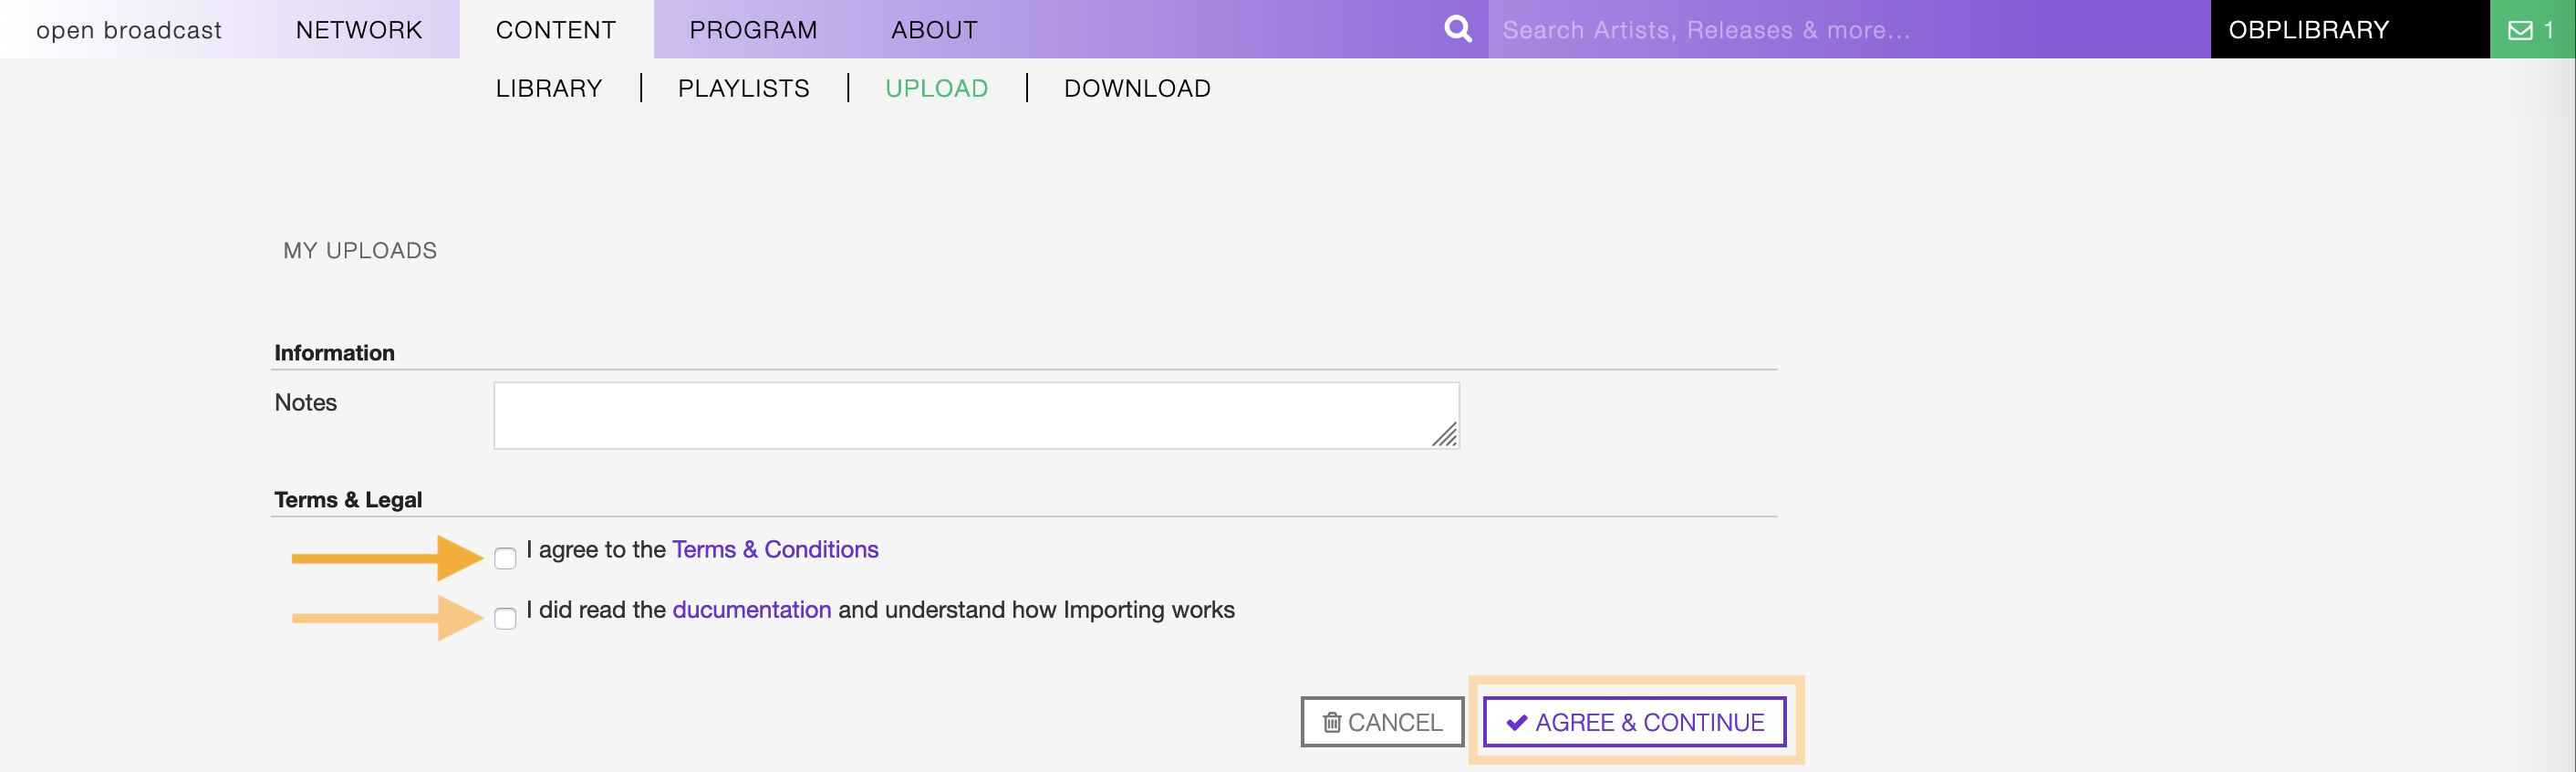 open broadcast NETWORK CONTENT PROGRAM ABOUT Search Artists, Releases & more... OBPLIBRARY 1
LIBRARY PLAYLISTS UPLOAD DOWNLOAD
MY UPLOADS
Information
Notes
Terms & Legal
I agree to the Terms & Conditions
I did read the ducumentation and understand how Importing works
CANCEL AGREE & CONTINUE